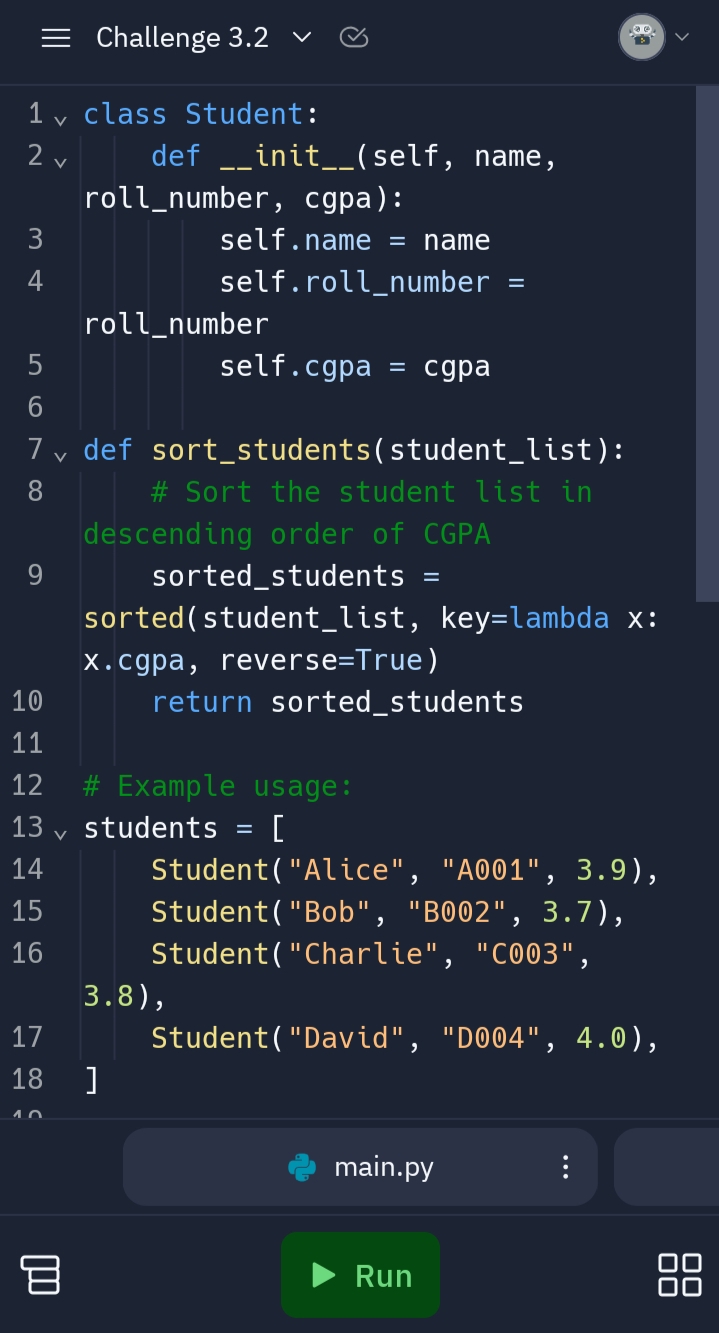 Challenge 3.2
1 class Student:
2     def __init__(self, name,
roll_number, cgpa):
3         self.name = name
4         self.roll_number =
roll_number
5         self.cgpa = cgpa
6
7 def sort_students(student_list):
8     # Sort the student list in
descending order of CGPA
9     sorted_students =
sorted(student_list, key=lambda x:
x.cgpa, reverse=True)
10     return sorted_students
11
12 # Example usage:
13 students = [
14     Student("Alice", "A001", 3.9),
15     Student("Bob", "B002", 3.7),
16     Student("Charlie", "C003",
3.8),
17     Student("David", "D004", 4.0),
18 ]
19
main.py
Run